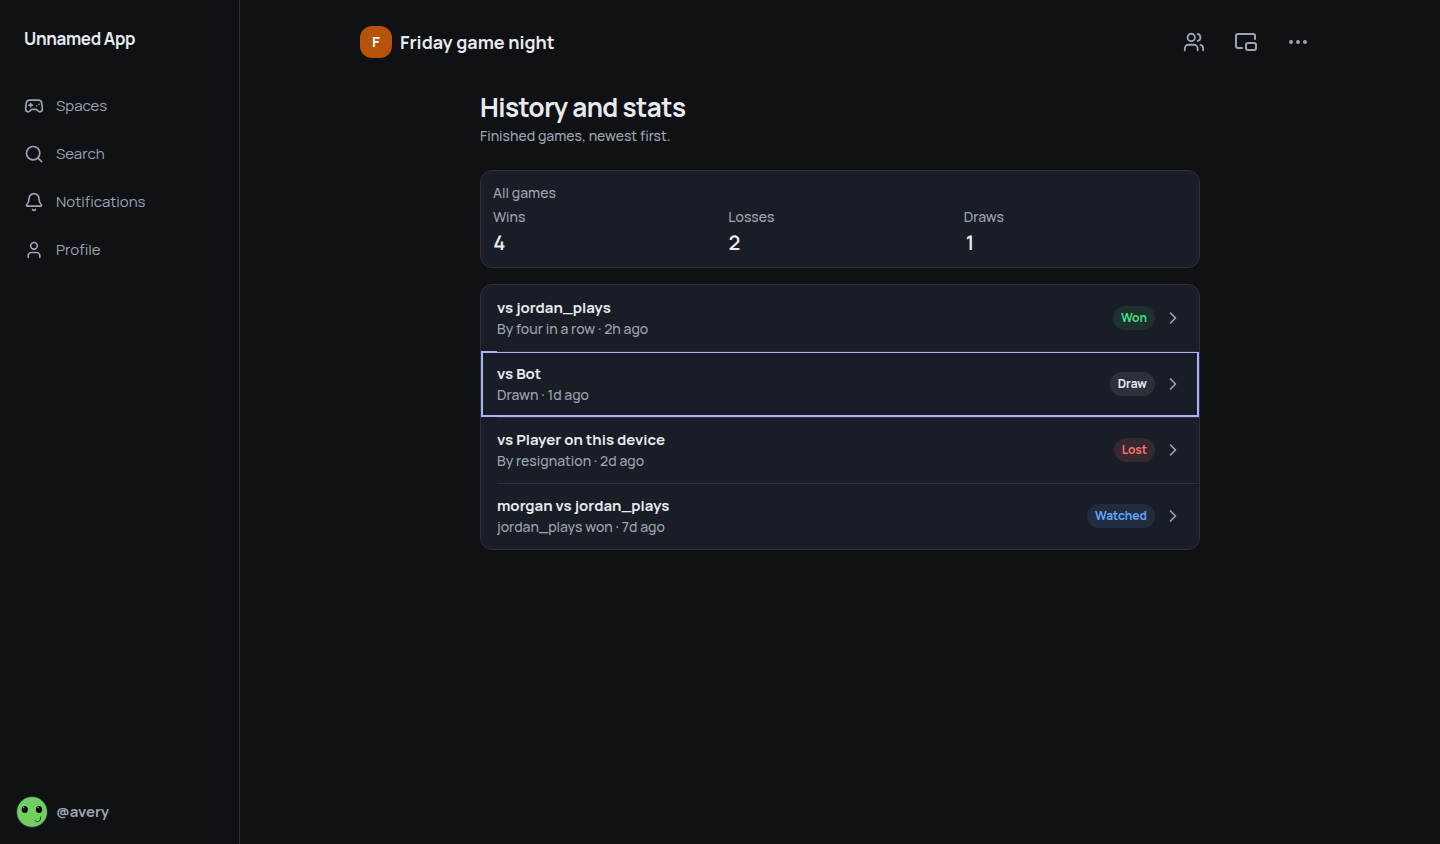 Unnamed App
Spaces
Search
Notifications
Profile
@avery
F
Friday game night
History and stats
Finished games, newest first.
All games
Wins
4
Losses
2
Draws
1
vs jordan_plays
By four in a row · 2h ago
Won
vs Bot
Drawn · 1d ago
Draw
vs Player on this device
By resignation · 2d ago
Lost
morgan vs jordan_plays
jordan_plays won · 7d ago
Watched